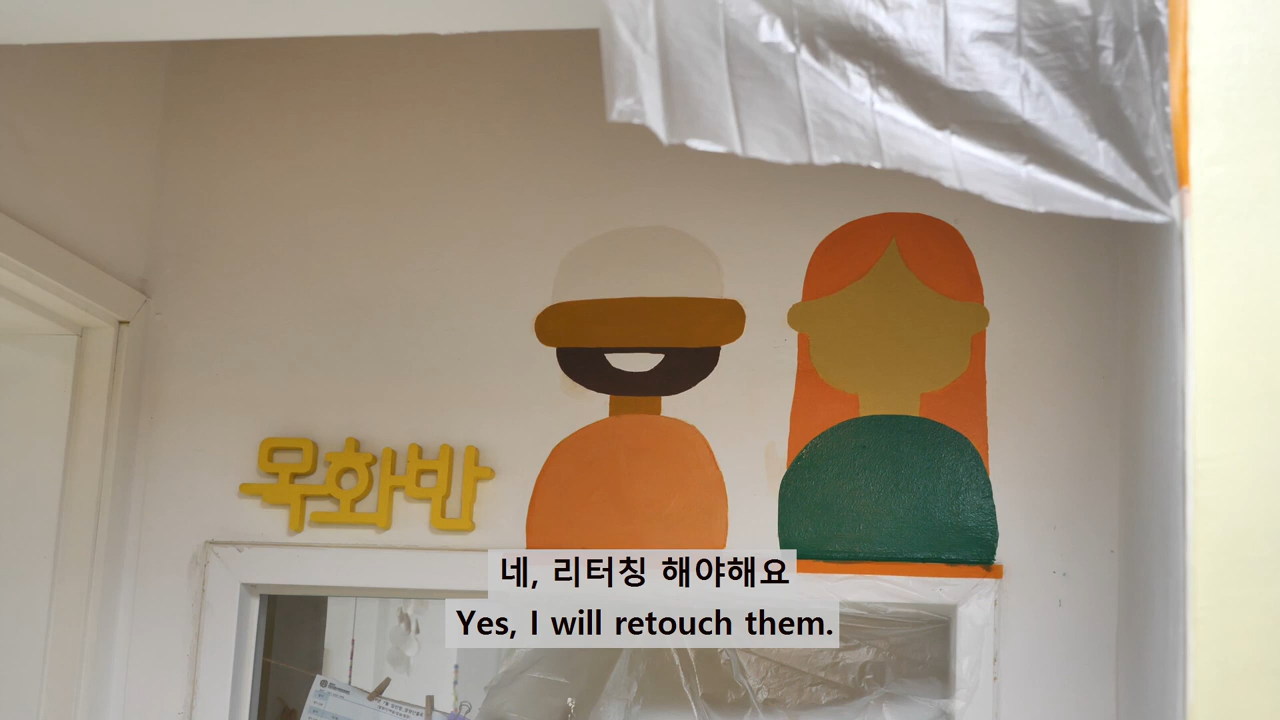 목화반
네, 리터칭 해야해요
Yes, I will retouch them.